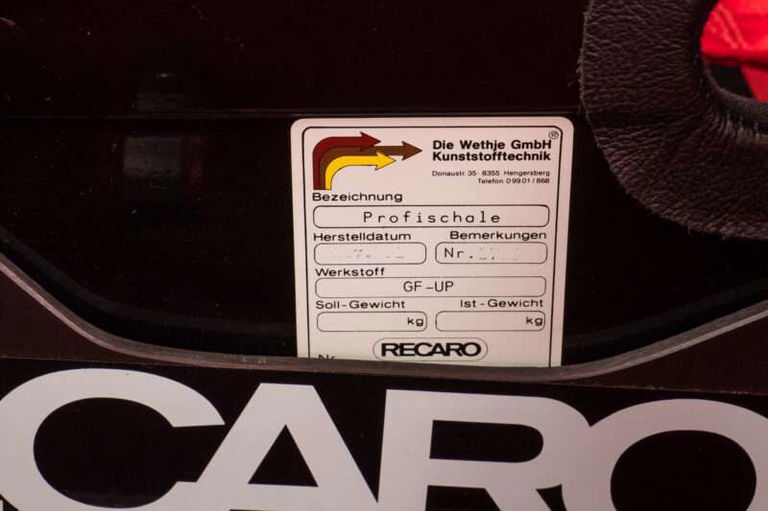 Die Wethje GmbH ®
Kunststofftechnik
Donaustr. 35 · 8355 Hengersberg
Telefon 09901/868
Bezeichnung
Profischale
Herstelldatum Bemerkungen
Nr.
Werkstoff
GF-UP
Soll-Gewicht Ist-Gewicht
kg kg
RECARO
CARO